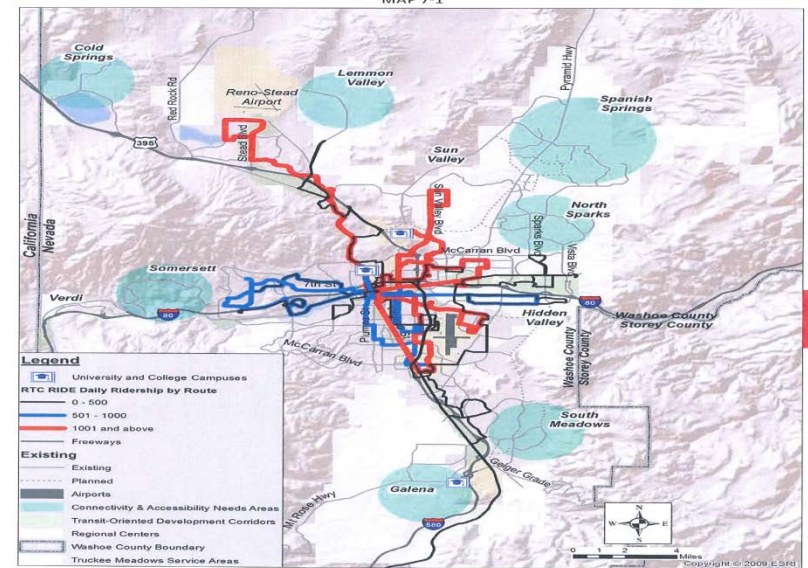 MAP 7-1
Cold
Springs
Red Rock Rd
Reno-Stead
Airport
Lemmon
Valley
Pyramid Hwy
Spanish
Springs
395
Stead Blvd
Sun
Valley
Sun Valley Blvd
North
Sparks
Sparks Blvd
Vista Blvd
California
Nevada
McCarran Blvd
Somersett
7th St
Verdi
80
80
Hidden
Valley
Washoe County
Storey County
Washoe County
Storey County
McCarran Blvd
South
Meadows
Geiger Grade
Galena
Mt Rose Hwy
580
Legend
University and College Campuses
RTC RIDE Daily Ridership by Route
0 - 500
501 - 1000
1001 and above
Freeways
Existing
Existing
Planned
Airports
Connectivity & Accessibility Needs Areas
Transit-Oriented Development Corridors
Regional Centers
Washoe County Boundary
Truckee Meadows Service Areas
N
W
E
S
0 1 2 4
Miles
Copyright © 2009 ESRI